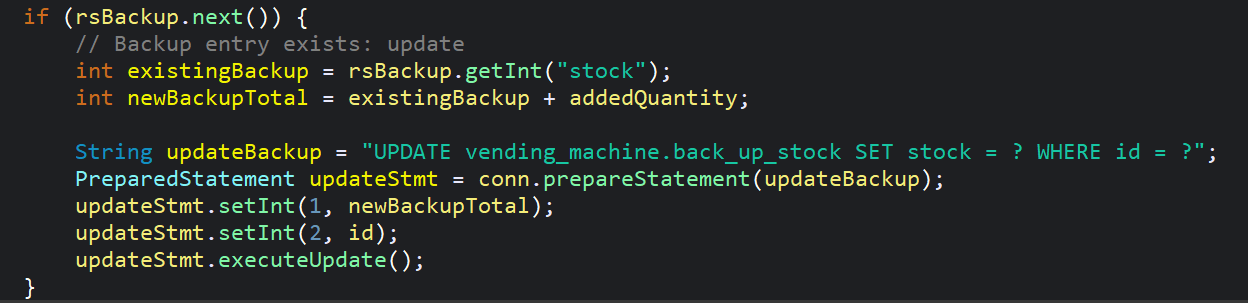 if (rsBackup.next()) {
    // Backup entry exists: update
    int existingBackup = rsBackup.getInt("stock");
    int newBackupTotal = existingBackup + addedQuantity;

    String updateBackup = "UPDATE vending_machine.back_up_stock SET stock = ? WHERE id = ?";
    PreparedStatement updateStmt = conn.prepareStatement(updateBackup);
    updateStmt.setInt(1, newBackupTotal);
    updateStmt.setInt(2, id);
    updateStmt.executeUpdate();
}